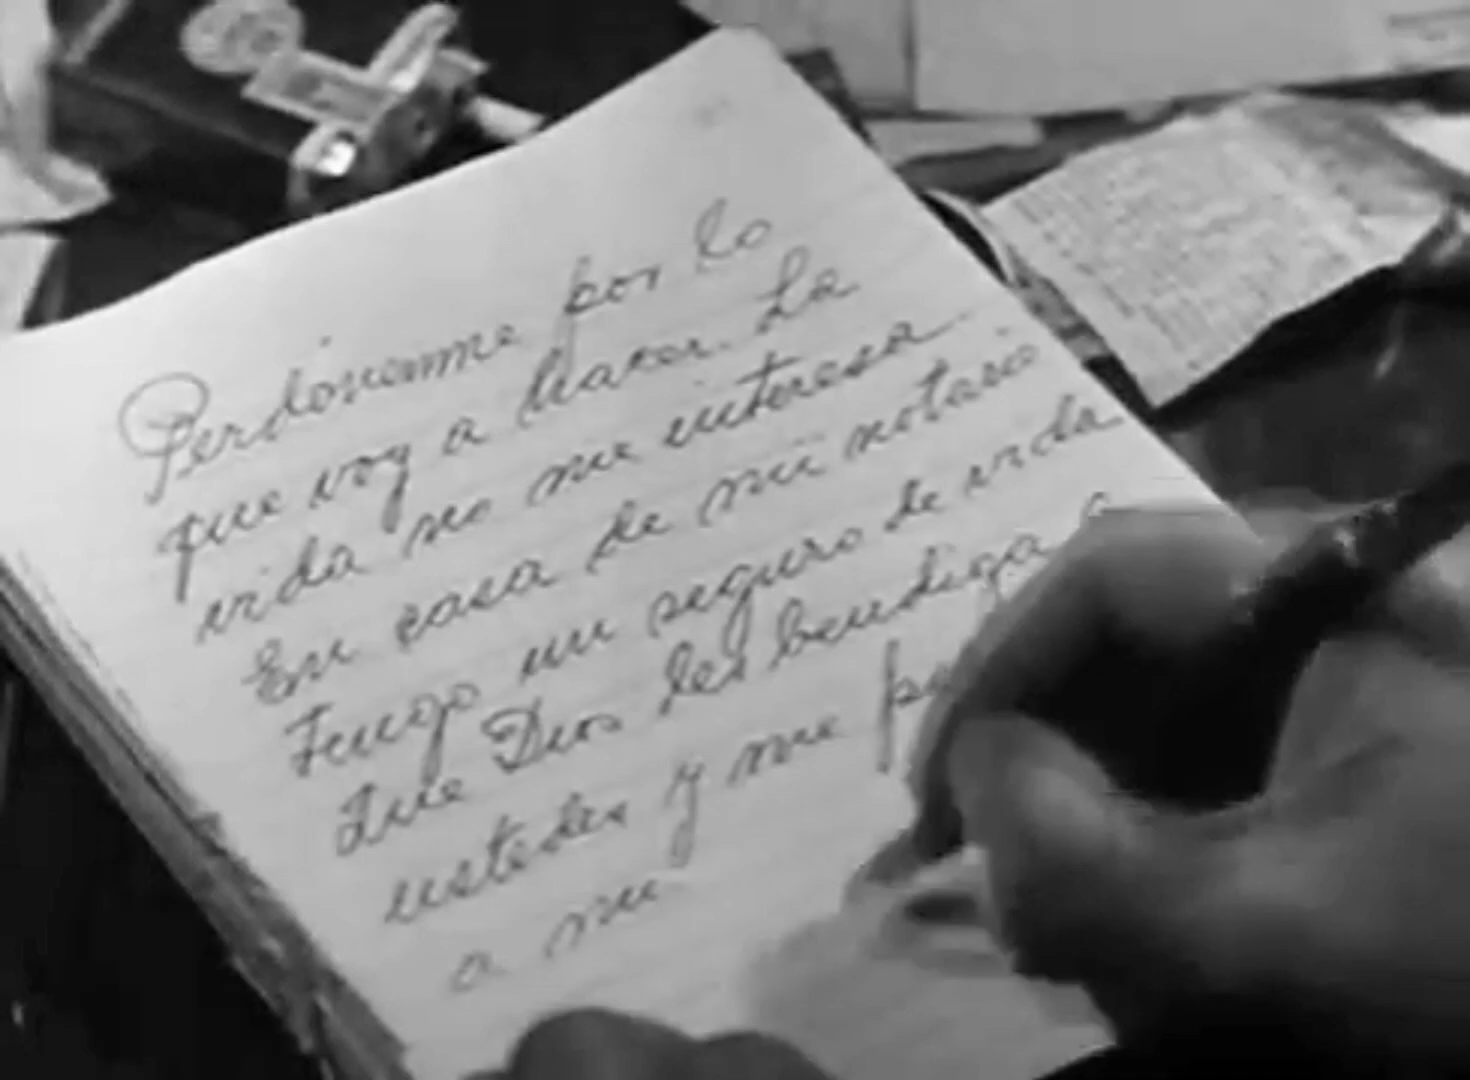 Perdónenme por lo
que voy a hacer. La
vida no me interesa.
En casa de mi notario
tengo un seguro de vida
Que Dios les bendiga a
ustedes y me
a mi